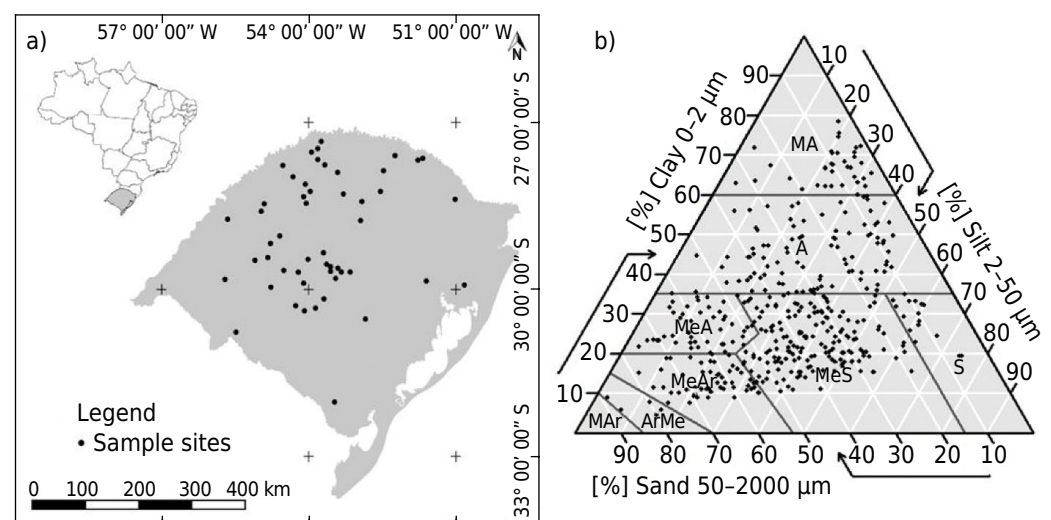 a)
57° 00' 00” W 54° 00' 00” W 51° 00' 00” W
N
27° 00' 00” S
30° 00' 00” S
33° 00' 00” S
Legend
• Sample sites
0 100 200 300 400 km
b)
[%] Clay 0–2 µm
90
80
70
60
50
40
30
20
10
[%] Silt 2–50 µm
10
20
30
40
50
60
70
80
90
MA
A
MeA
MeAr
MeS
S
MAr
ArMe
90 80 70 60 50 40 30 20 10
[%] Sand 50–2000 µm